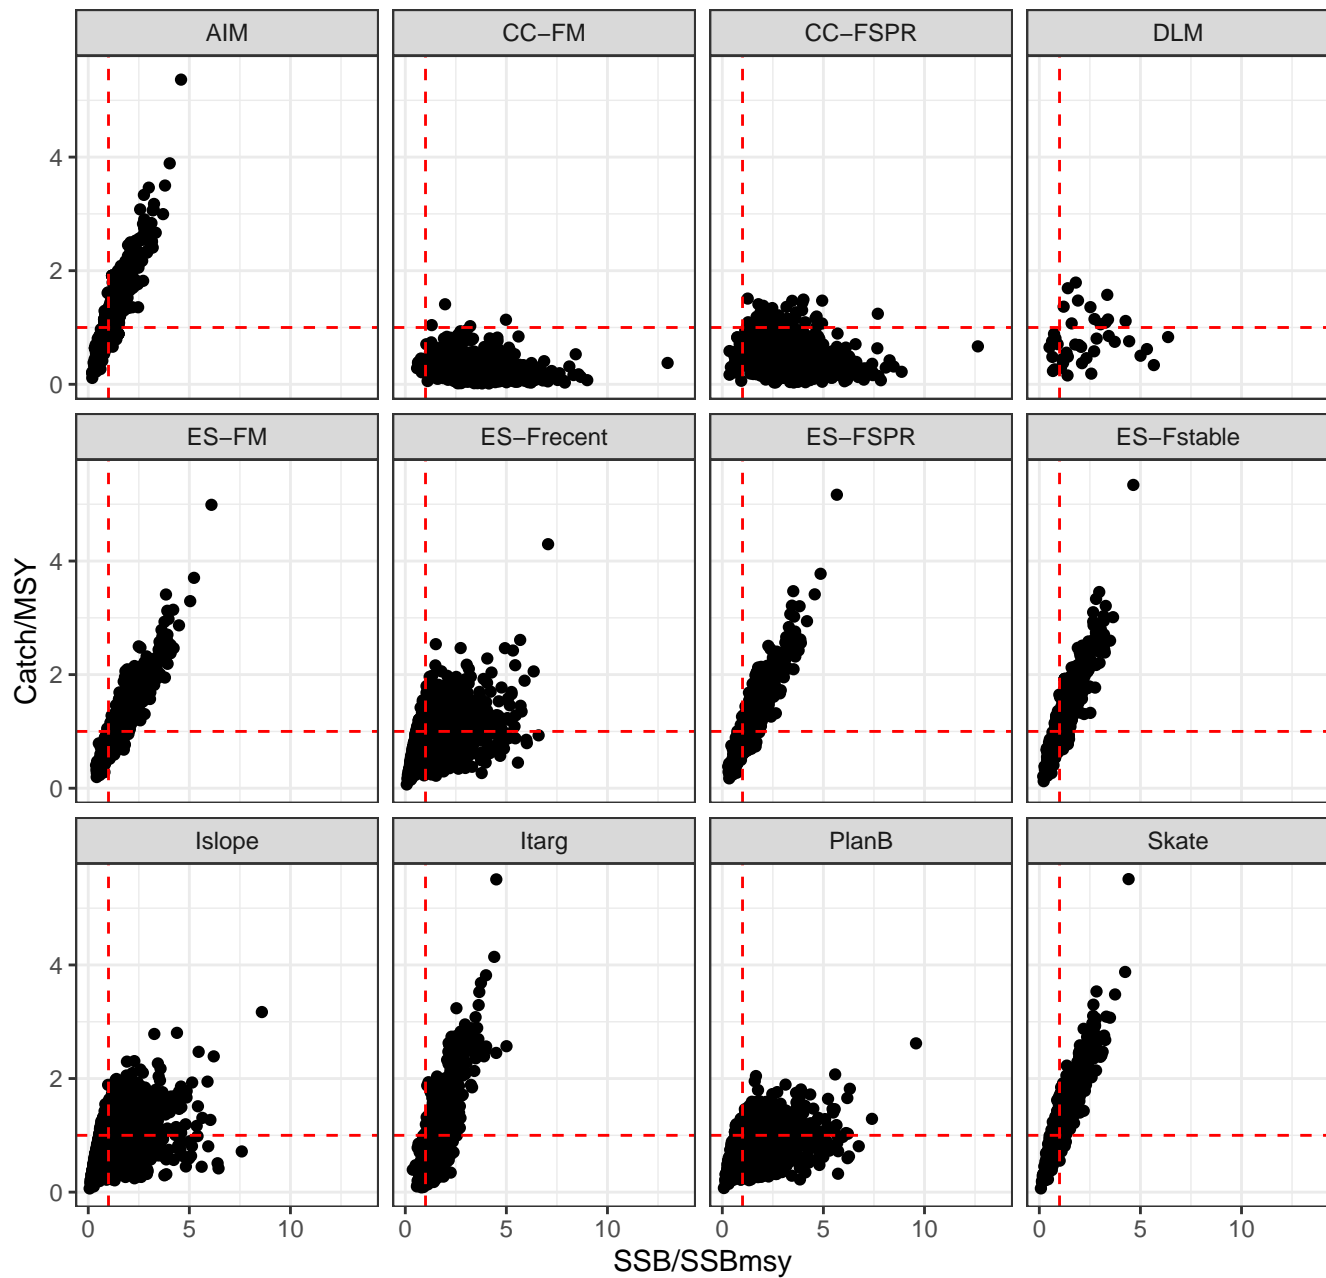 AIM CC−FM CC−FSPR DLM
4
2
0
ES−FM ES−Frecent ES−FSPR ES−Fstable
4
2
0
Catch/MSY
Islope Itarg PlanB Skate
4
2
0
0 5 10 0 5 10 0 5 10 0 5 10
SSB/SSBmsy